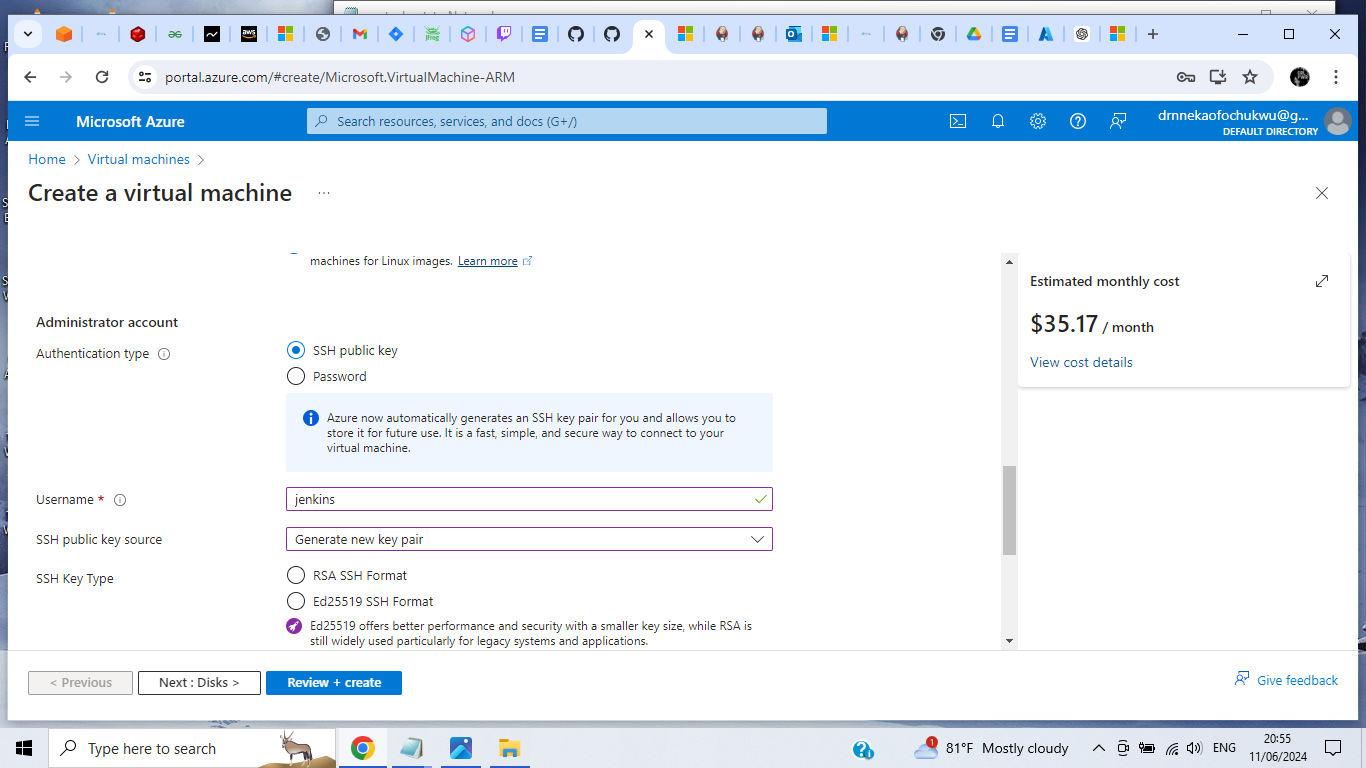 portal.azure.com/#create/Microsoft.VirtualMachine-ARM
Microsoft Azure
Search resources, services, and docs (G+/)
drnnekaofochukwu@g...
DEFAULT DIRECTORY
Home > Virtual machines >
Create a virtual machine ...
machines for Linux images. Learn more
Administrator account
Authentication type
SSH public key
Password
Azure now automatically generates an SSH key pair for you and allows you to
store it for future use. It is a fast, simple, and secure way to connect to your
virtual machine.
Username *
jenkins
SSH public key source
Generate new key pair
SSH Key Type
RSA SSH Format
Ed25519 SSH Format
Ed25519 offers better performance and security with a smaller key size, while RSA is
still widely used particularly for legacy systems and applications.
Estimated monthly cost
$35.17 / month
View cost details
< Previous
Next : Disks >
Review + create
Give feedback
Type here to search
1
81°F Mostly cloudy
ENG
20:55
11/06/2024